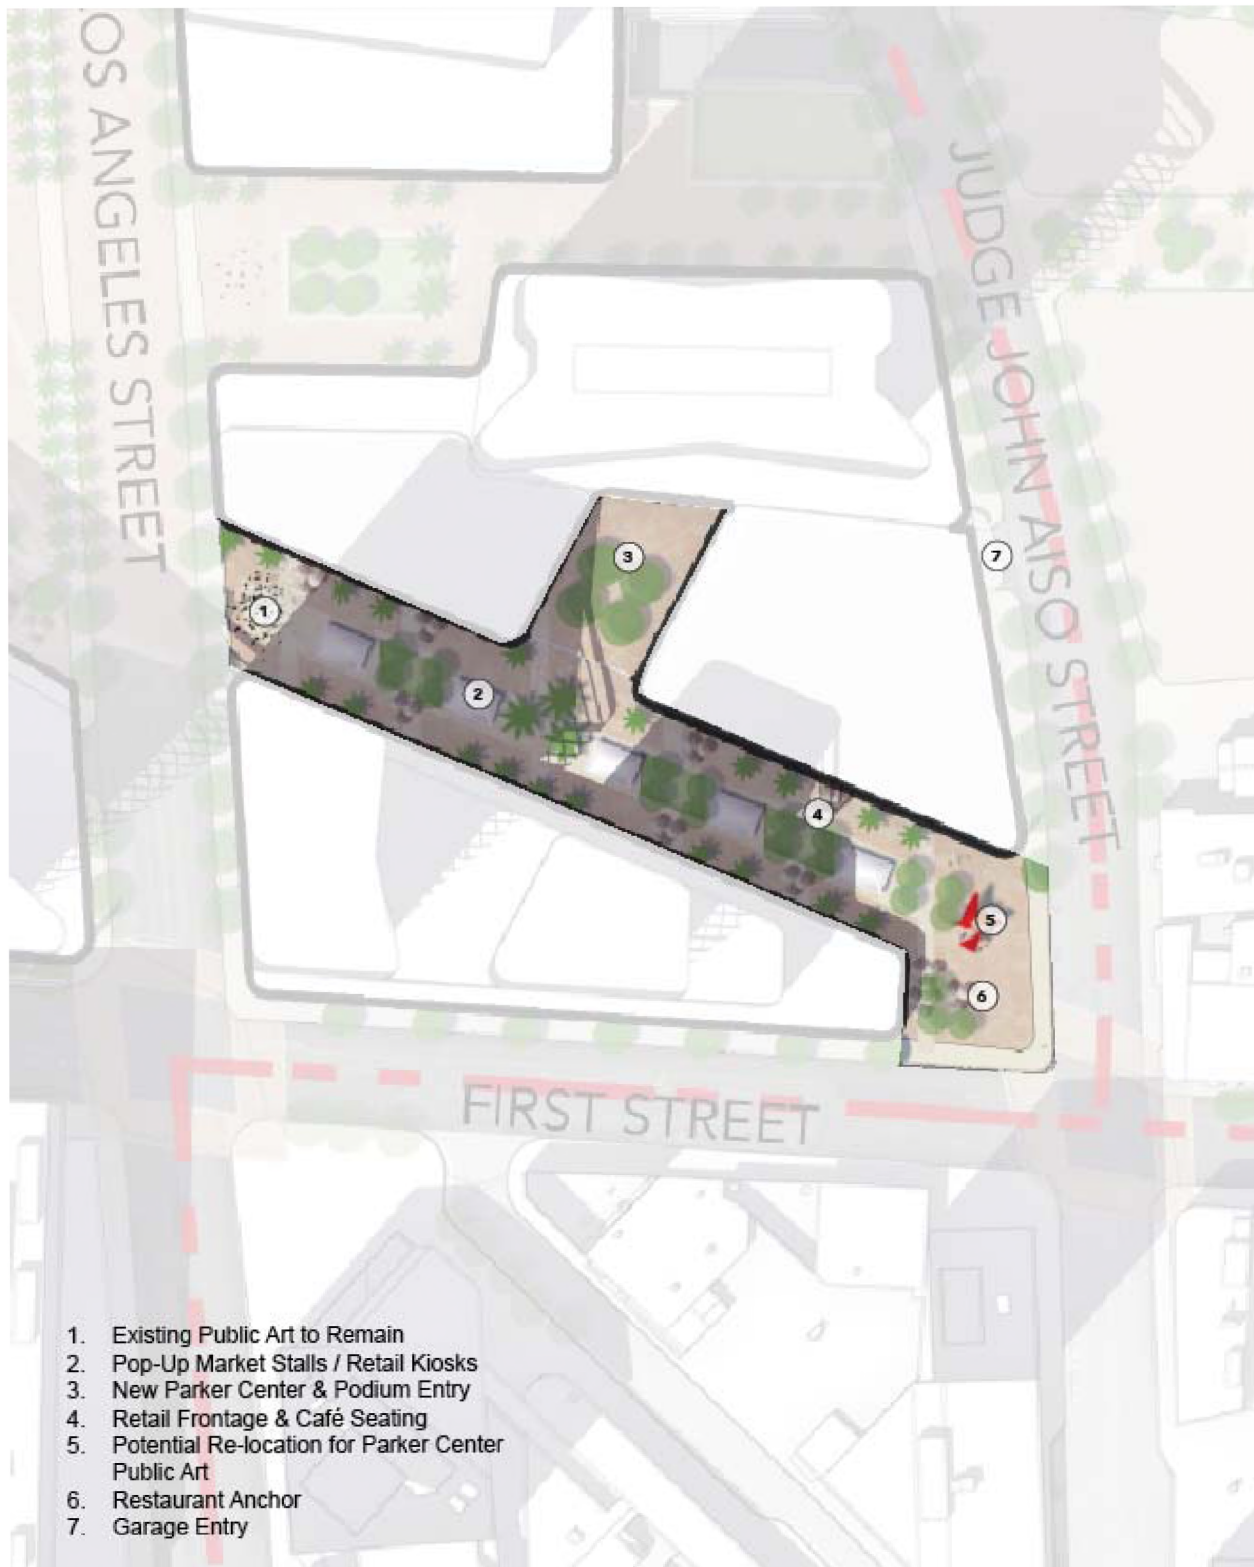 LOS ANGELES STREET
JUDGE JOHN AISO STREET
3
7
1
2
4
5
6
FIRST STREET
1. Existing Public Art to Remain
2. Pop-Up Market Stalls / Retail Kiosks
3. New Parker Center & Podium Entry
4. Retail Frontage & Café Seating
5. Potential Re-location for Parker Center
Public Art
6. Restaurant Anchor
7. Garage Entry